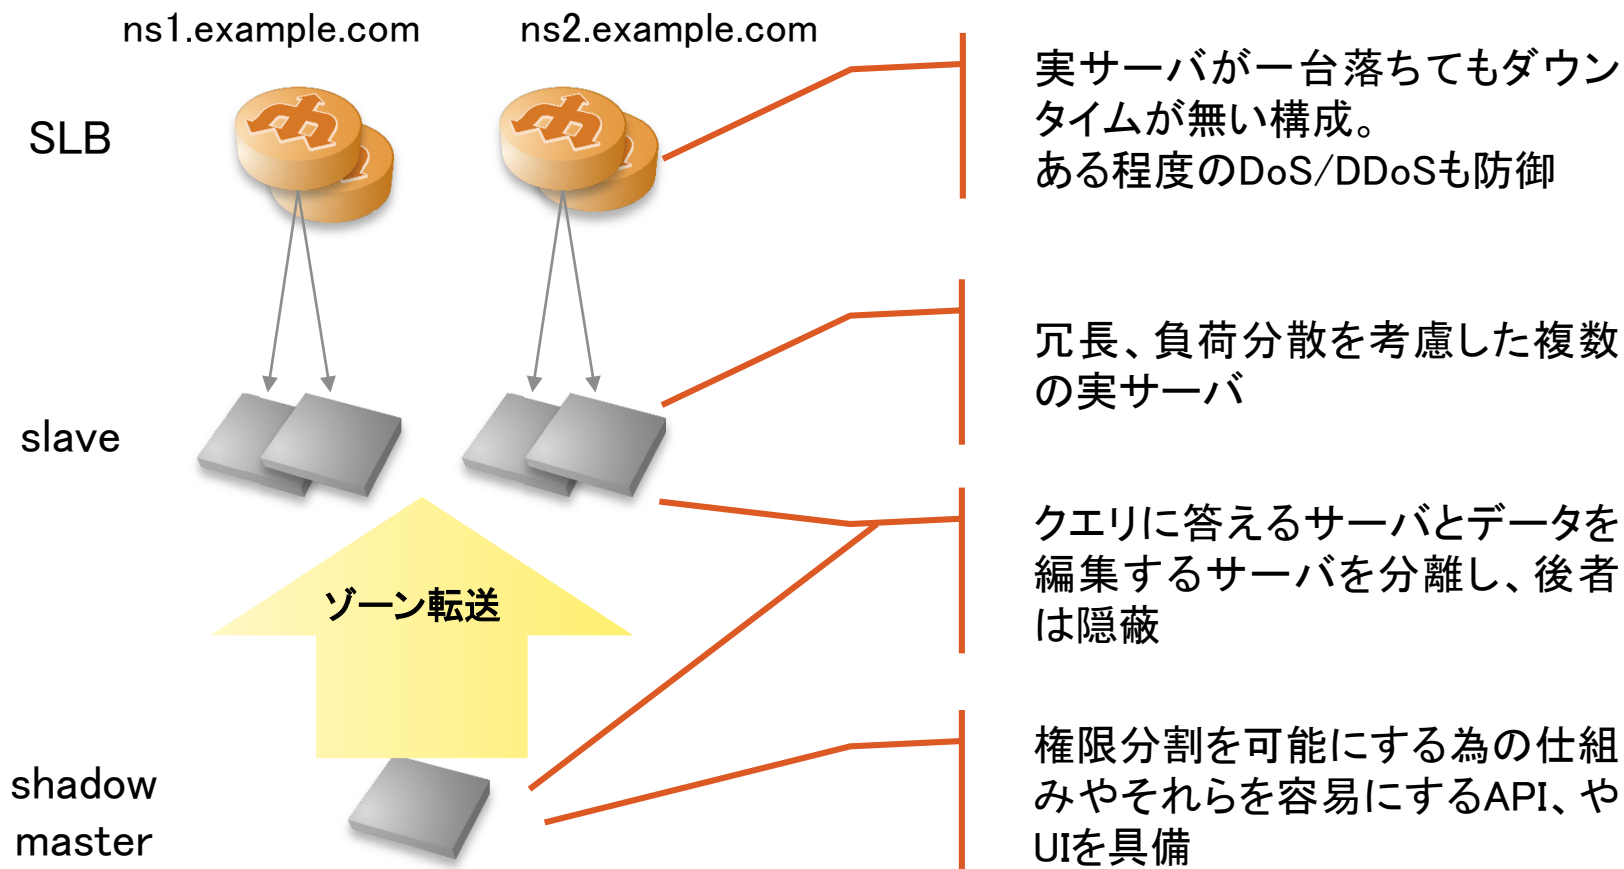 ns1.example.com
ns2.example.com
SLB
実サーバが一台落ちてもダウン
タイムが無い構成。
ある程度のDoS/DDoSも防御
slave
冗長、負荷分散を考慮した複数
の実サーバ
ゾーン転送
クエリに答えるサーバとデータを
編集するサーバを分離し、後者
は隠蔽
shadow
master
権限分割を可能にする為の仕組
みやそれらを容易にするAPI、や
UIを具備